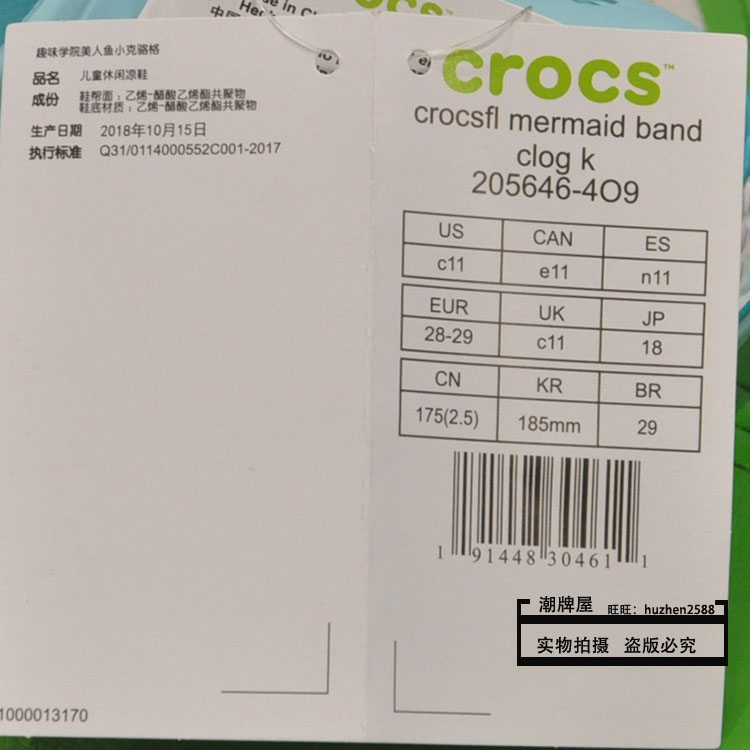 crocs
e in C
中国
Her
趣味学院美人鱼小克骆格
品名 儿童休闲凉鞋
成份 鞋帮面：乙烯-醋酸乙烯酯共聚物
鞋底材质：乙烯-醋酸乙烯酯共聚物
生产日期 2018年10月15日
执行标准 Q31/0114000552C001-2017
1000013170
crocs™
crocsfl mermaid band
clog k
205646-4O9
US CAN ES
c11 e11 n11
EUR UK JP
28-29 c11 18
CN KR BR
175(2.5) 185mm 29
1 91448 30461 1
潮牌屋 旺旺：huzhen2588
实物拍摄 盗版必究